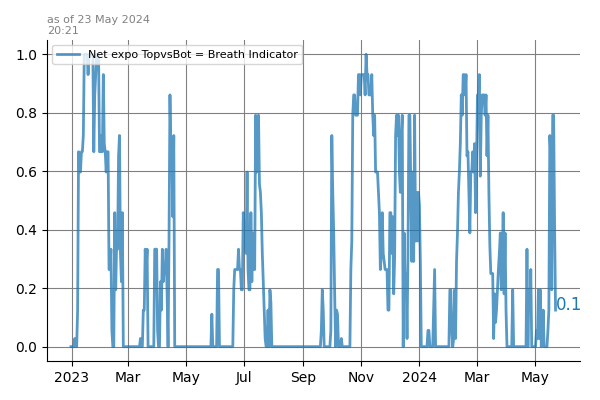 as of 23 May 2024
20:21
Net expo TopvsBot = Breath Indicator
1.0
0.8
0.6
0.4
0.2
0.0
0.1
2023 Mar May Jul Sep Nov 2024 Mar May